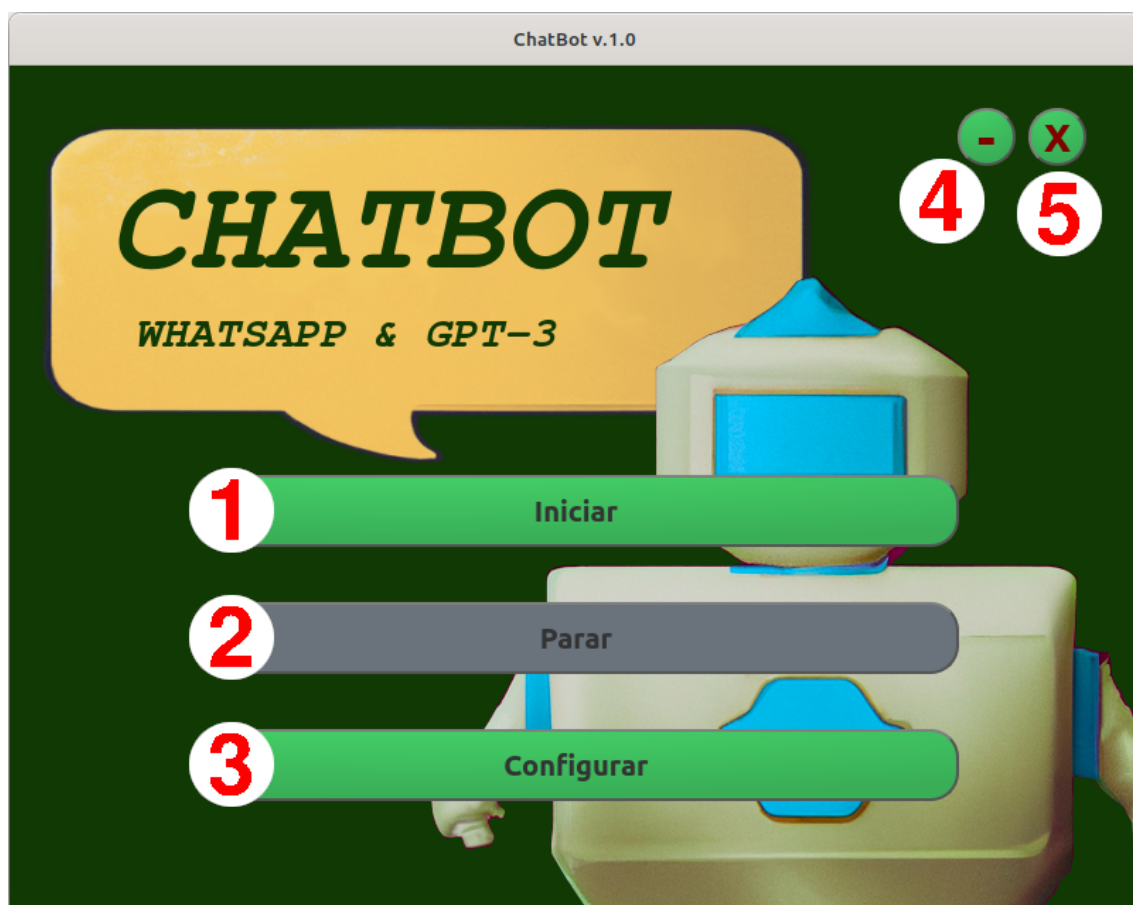 ChatBot v.1.0
- X
4 5
CHATBOT
WHATSAPP & GPT-3
1 Iniciar
2 Parar
3 Configurar